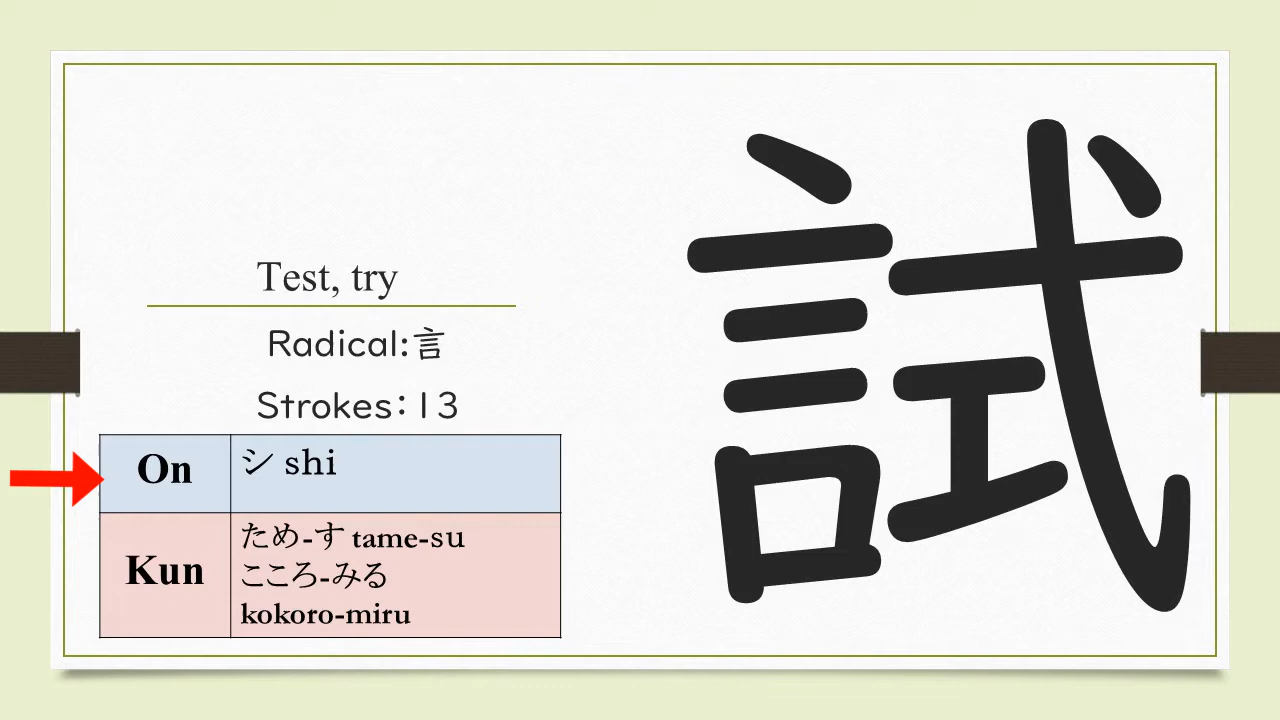 Test, try
Radical:言
Strokes:13
On
シ shi
Kun
ため-す tame-su
こころ-みる
kokoro-miru
試